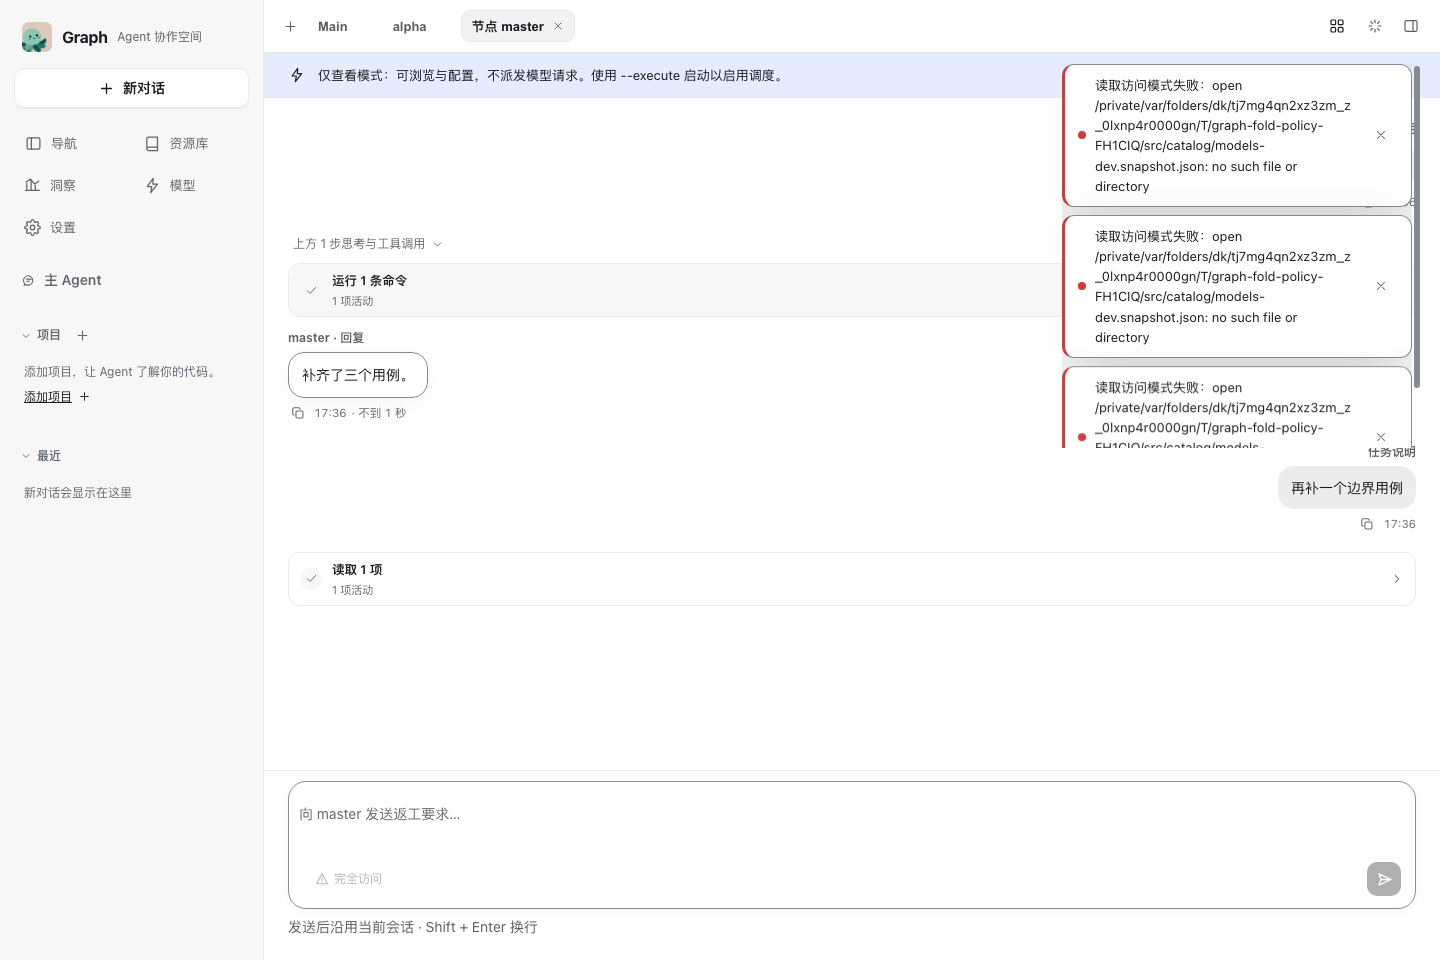 Graph Agent 协作空间
新对话
导航
资源库
洞察
模型
设置
主 Agent
项目
添加项目，让 Agent 了解你的代码。
添加项目
最近
新对话会显示在这里
Main
alpha
节点 master
仅查看模式：可浏览与配置，不派发模型请求。使用 --execute 启动以启用调度。
上方 1 步思考与工具调用
运行 1 条命令
1 项活动
master · 回复
补齐了三个用例。
17:36 · 不到 1 秒
读取访问模式失败：open
/private/var/folders/dk/tj7mg4qn2xz3zm_z
_0lxnp4r0000gn/T/graph-fold-policy-
FH1CIQ/src/catalog/models-
dev.snapshot.json: no such file or
directory
读取访问模式失败：open
/private/var/folders/dk/tj7mg4qn2xz3zm_z
_0lxnp4r0000gn/T/graph-fold-policy-
FH1CIQ/src/catalog/models-
dev.snapshot.json: no such file or
directory
读取访问模式失败：open
/private/var/folders/dk/tj7mg4qn2xz3zm_z
_0lxnp4r0000gn/T/graph-fold-policy-
FH1CIQ/src/catalog/models-
任务说明
再补一个边界用例
17:36
读取 1 项
1 项活动
向 master 发送返工要求...
完全访问
发送后沿用当前会话 · Shift + Enter 换行